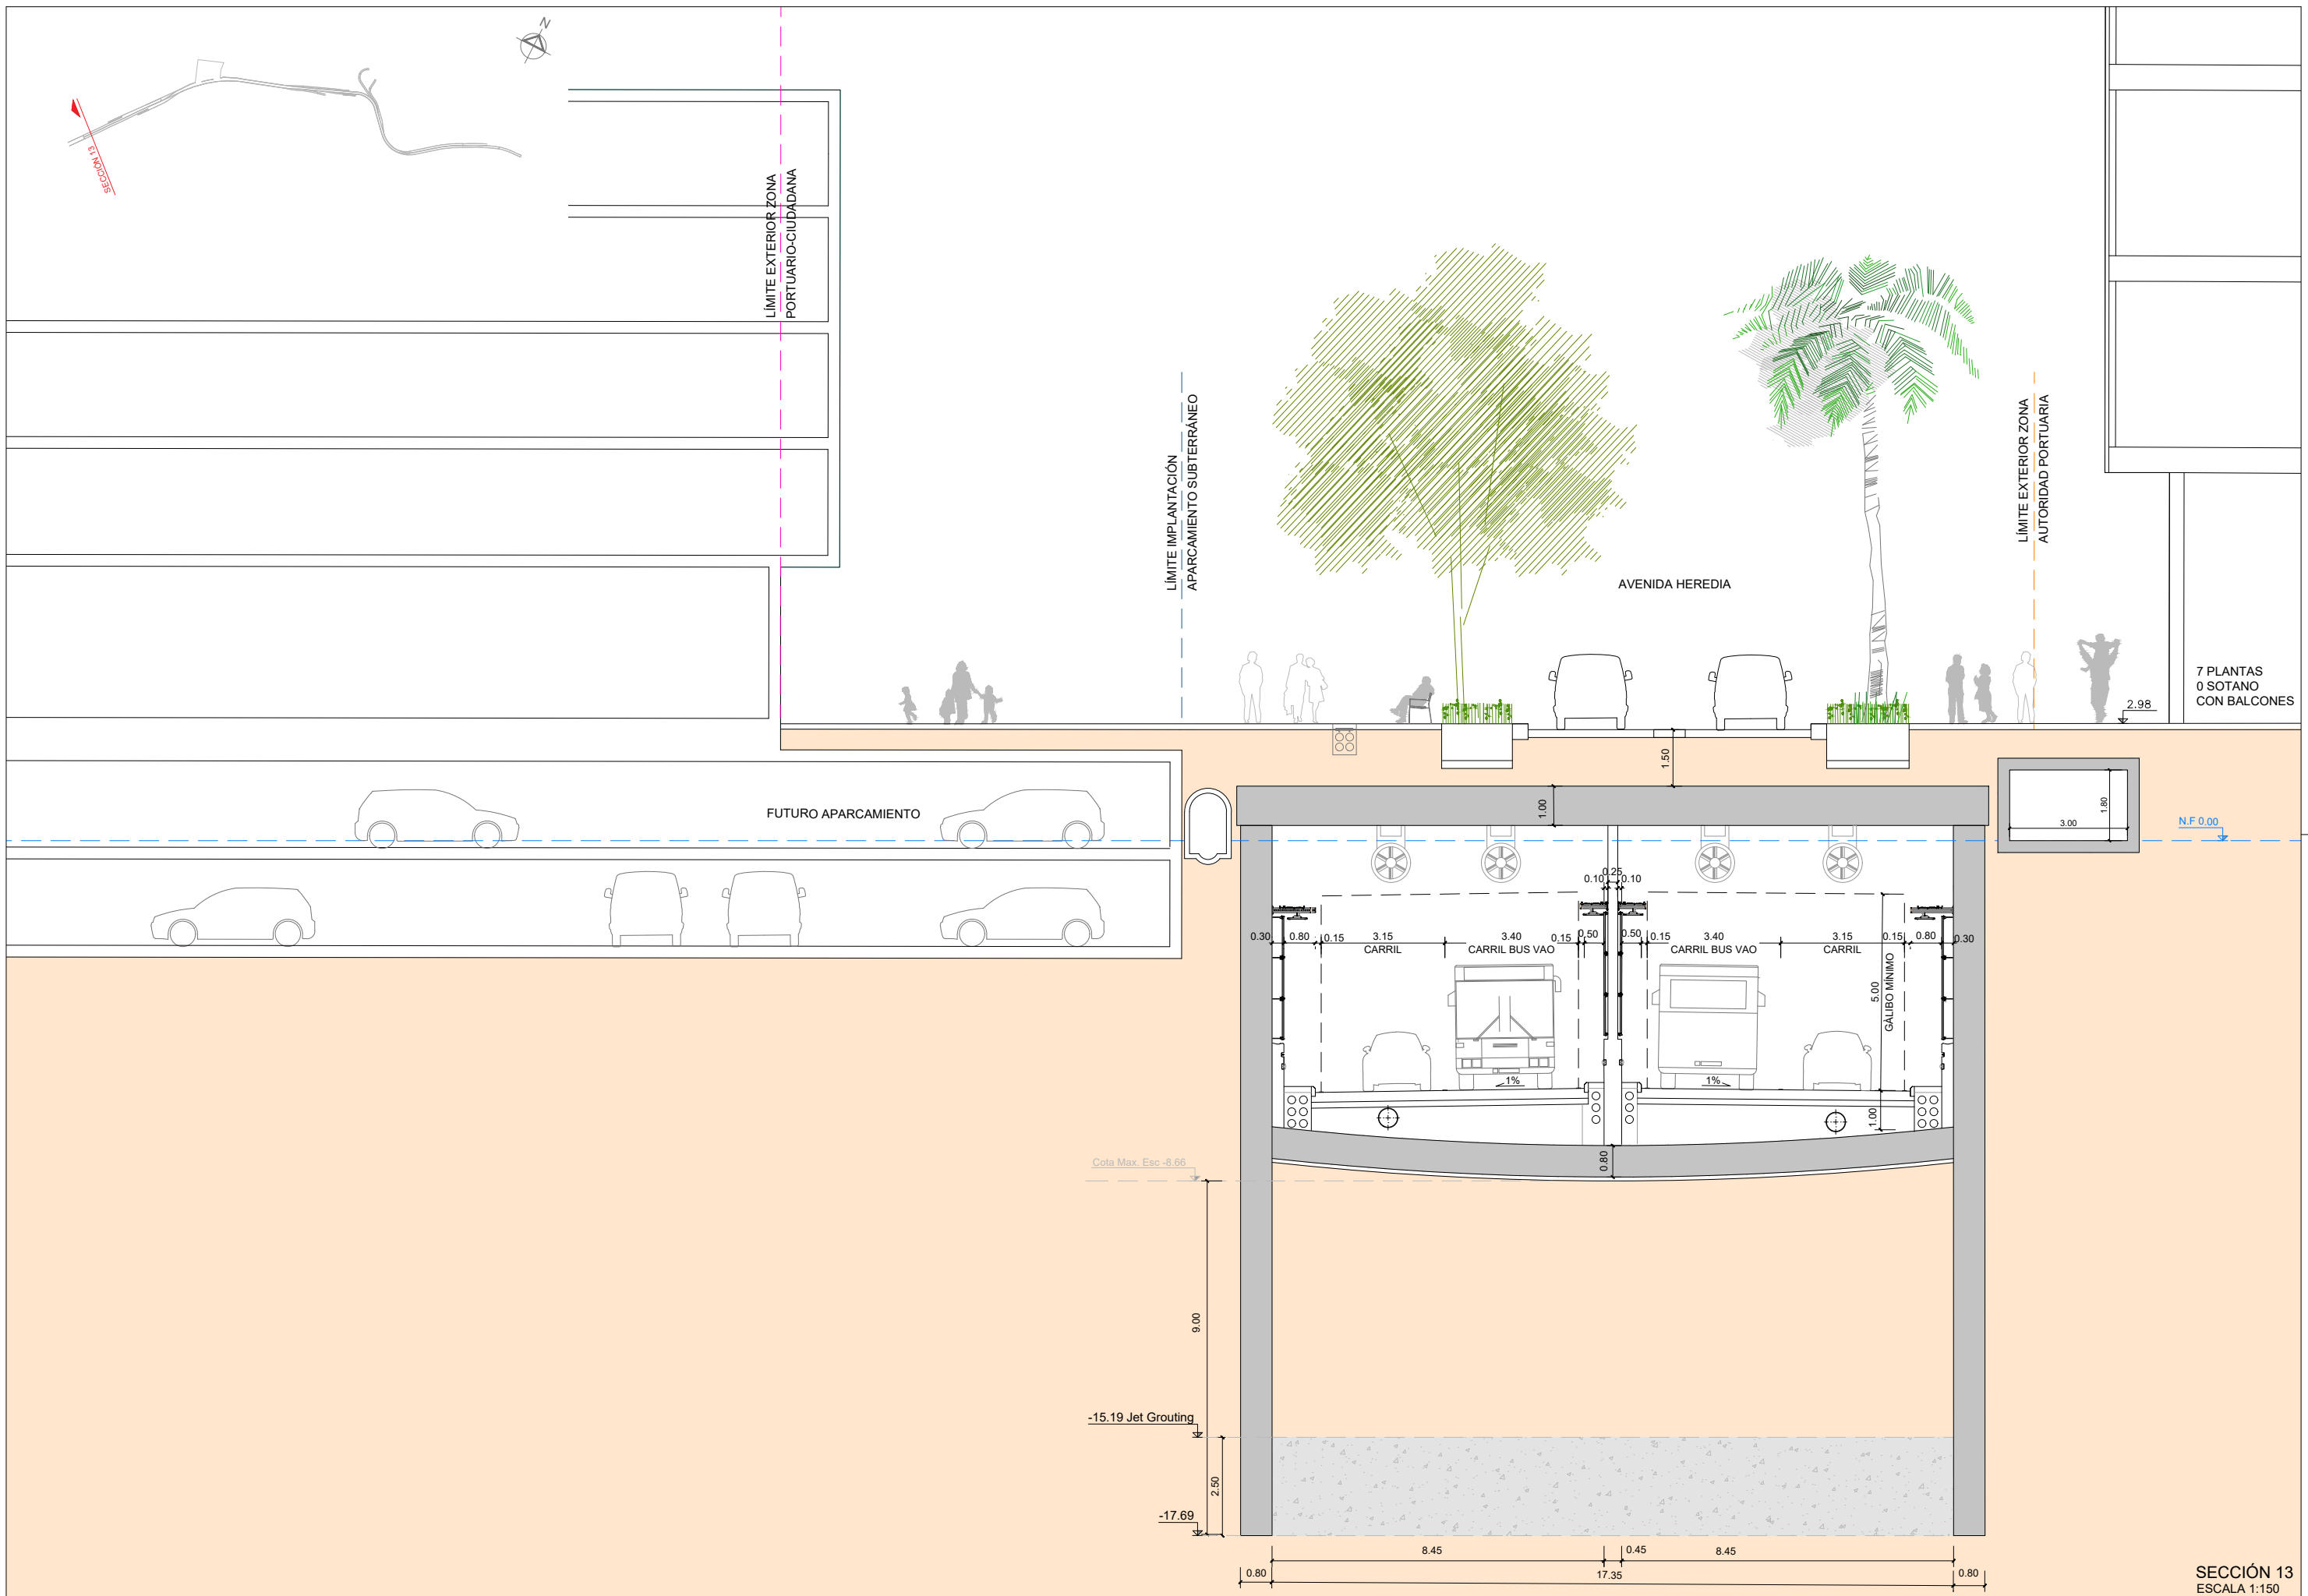 N
SECCIÓN 13
LÍMITE EXTERIOR ZONA
PORTUARIO-CIUDADANA
LÍMITE IMPLANTACIÓN
APARCAMIENTO SUBTERRÁNEO
LÍMITE EXTERIOR ZONA
AUTORIDAD PORTUARIA
AVENIDA HEREDIA
7 PLANTAS
0 SOTANO
CON BALCONES
2.98
1.50
1.00
FUTURO APARCAMIENTO
1.80
3.00
N.F 0.00
0.25
0.10
0.10
0.30
0.80
0.15
3.15
3.40
0.15
0.50
0.50
0.15
3.40
3.15
0.15
0.80
0.30
CARRIL
CARRIL BUS VAO
CARRIL BUS VAO
CARRIL
5.00
GÁLIBO MÍNIMO
1%
1%
1.00
0.80
Cota Max. Esc -8.66
9.00
-15.19 Jet Grouting
2.50
-17.69
8.45
0.45
8.45
0.80
17.35
0.80
SECCIÓN 13
ESCALA 1:150